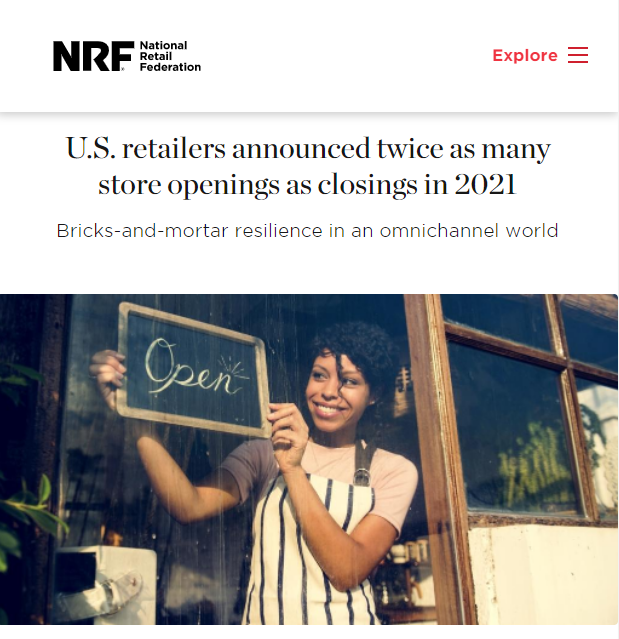 NRF
National
Retail
Federation
Explore
U.S. retailers announced twice as many
store openings as closings in 2021
Bricks-and-mortar resilience in an omnichannel world
Open